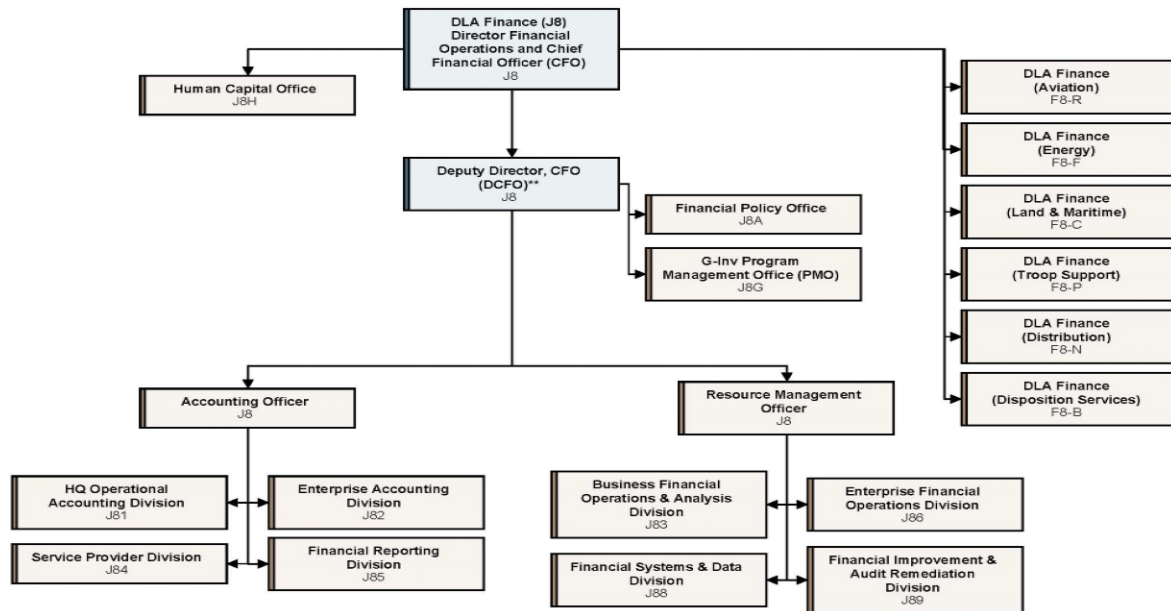 DLA Finance (J8)
Director Financial
Operations and Chief
Financial Officer (CFO)
J8
Human Capital Office
J8H
DLA Finance
(Aviation)
F8-R
DLA Finance
(Energy)
F8-F
Deputy Director, CFO
(DCFO)**
J8
Financial Policy Office
J8A
DLA Finance
(Land & Maritime)
F8-C
G-Inv Program
Management Office (PMO)
J8G
DLA Finance
(Troop Support)
F8-P
DLA Finance
(Distribution)
F8-N
DLA Finance
(Disposition Services)
F8-B
Accounting Officer
J8
Resource Management
Officer
J8
HQ Operational
Accounting Division
J81
Enterprise Accounting
Division
J82
Service Provider Division
J84
Financial Reporting
Division
J85
Business Financial
Operations & Analysis
Division
J83
Enterprise Financial
Operations Division
J86
Financial Systems & Data
Division
J88
Financial Improvement &
Audit Remediation
Division
J89